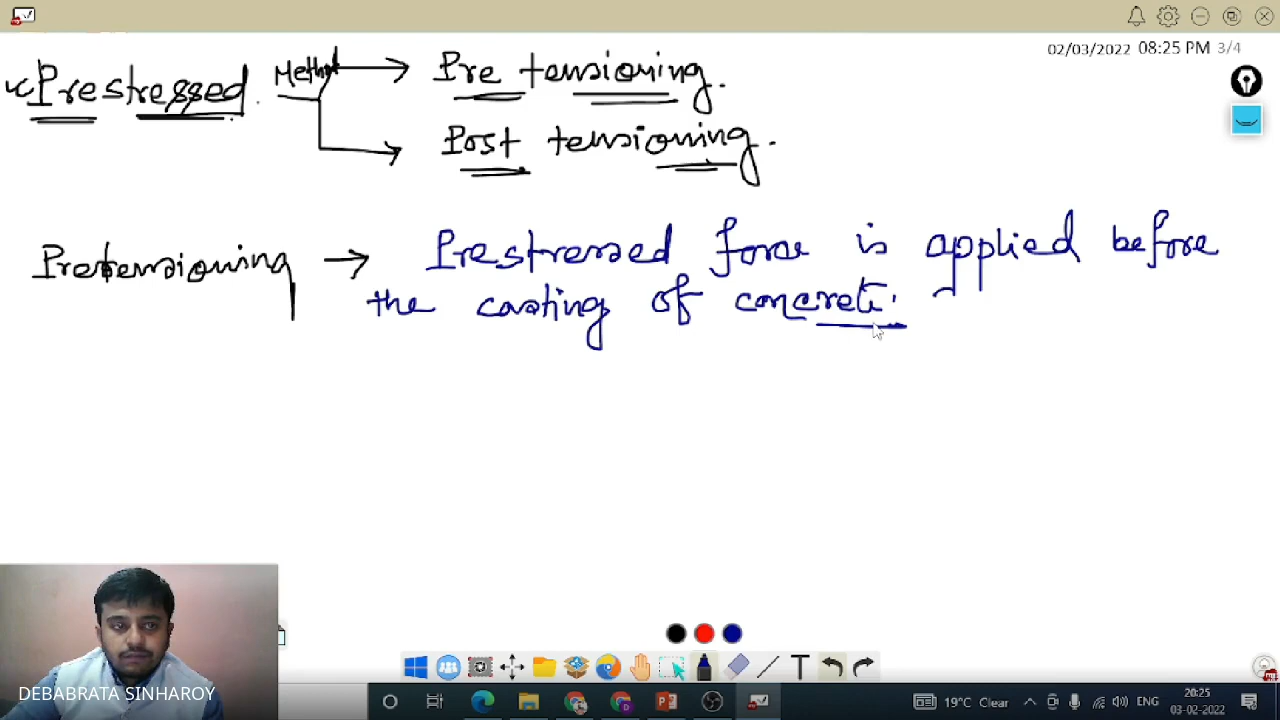 02/03/2022 08:25 PM 3/4
Prestressed. Method → Pre tensioning.
→ Post tensioning.
Pretensioning → Prestressed force is applied before
the casting of concrete.
DEBABRATA SINHAROY
T
19°C Clear
ENG
20:25
03-02-2022